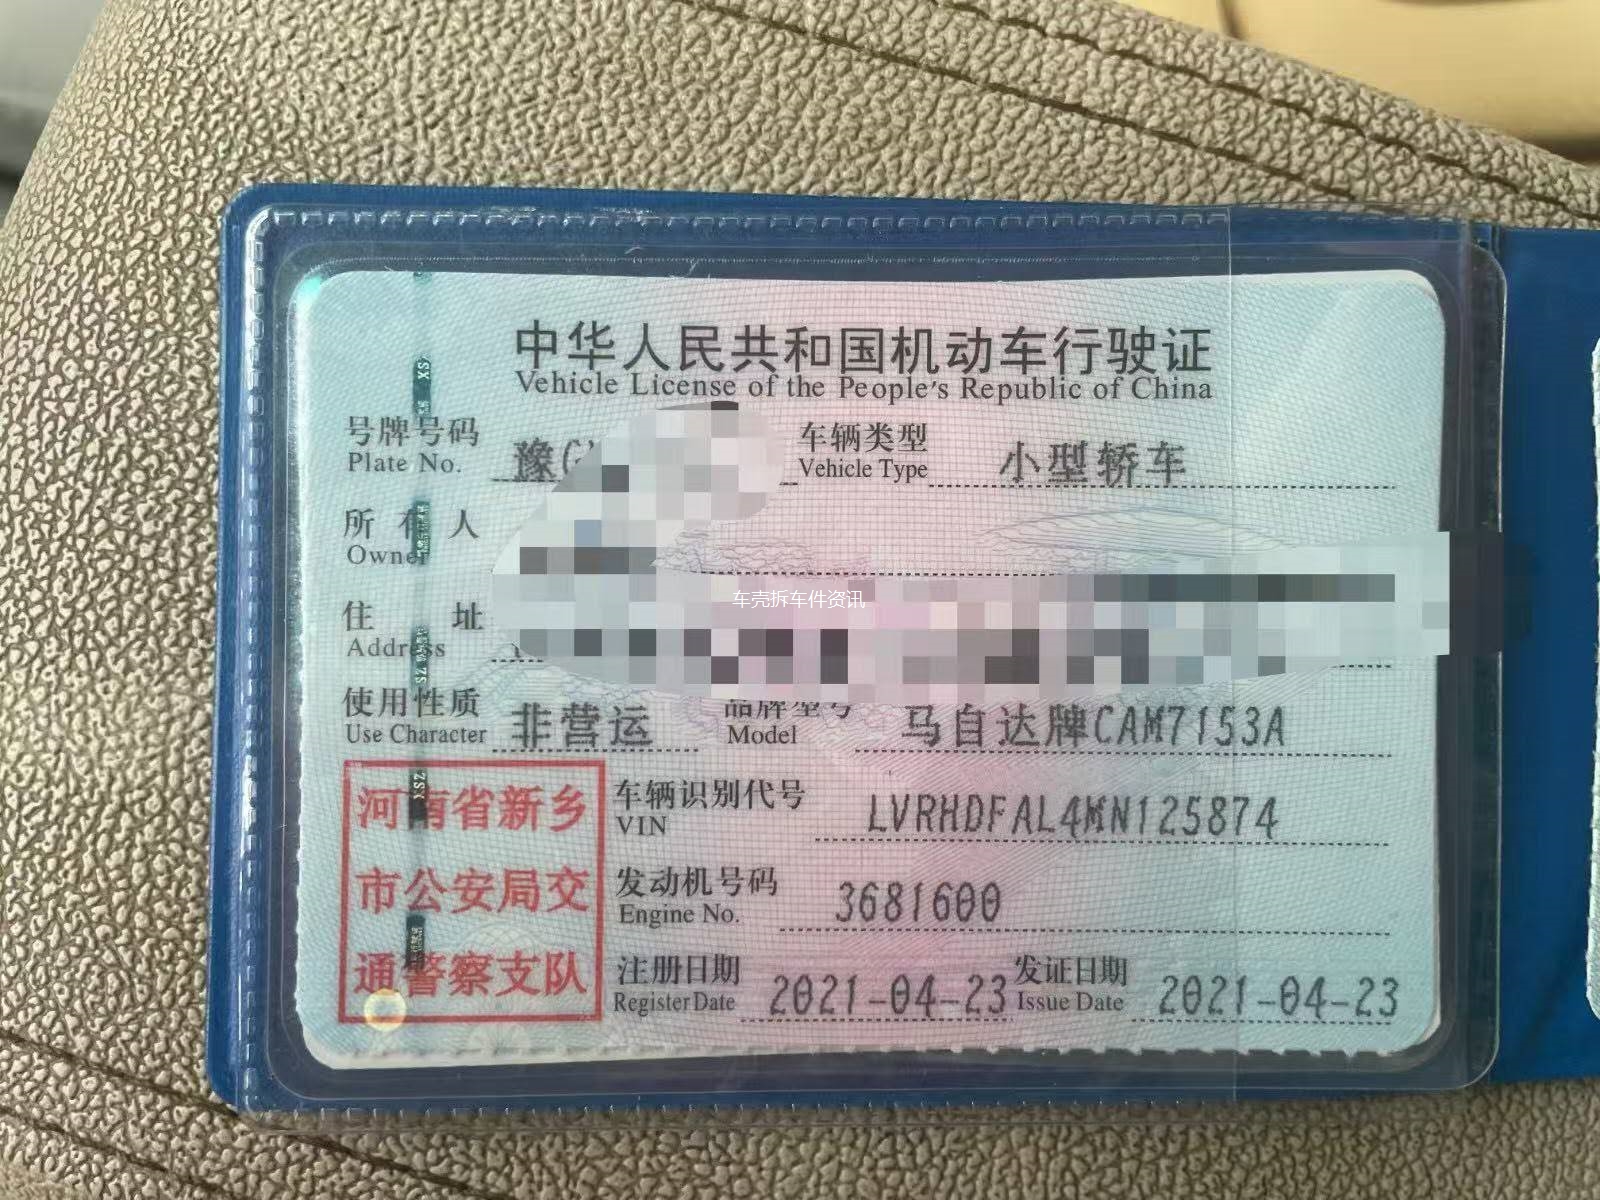 中华人民共和国机动车行驶证
Vehicle License of the People's Republic of China
号牌号码 豫G 车辆类型 小型轿车
Plate No. Vehicle Type
所有人
Owner
住址
Address
车壳拆车件资讯
使用性质 非营运 品牌型号 马自达牌CAM7153A
Use Character Model
河南省新乡
市公安局交
通警察支队
车辆识别代号 LVRHDFAL4MN125874
VIN
发动机号码 3681600
Engine No.
注册日期 2021-04-23 发证日期 2021-04-23
Register Date Issue Date